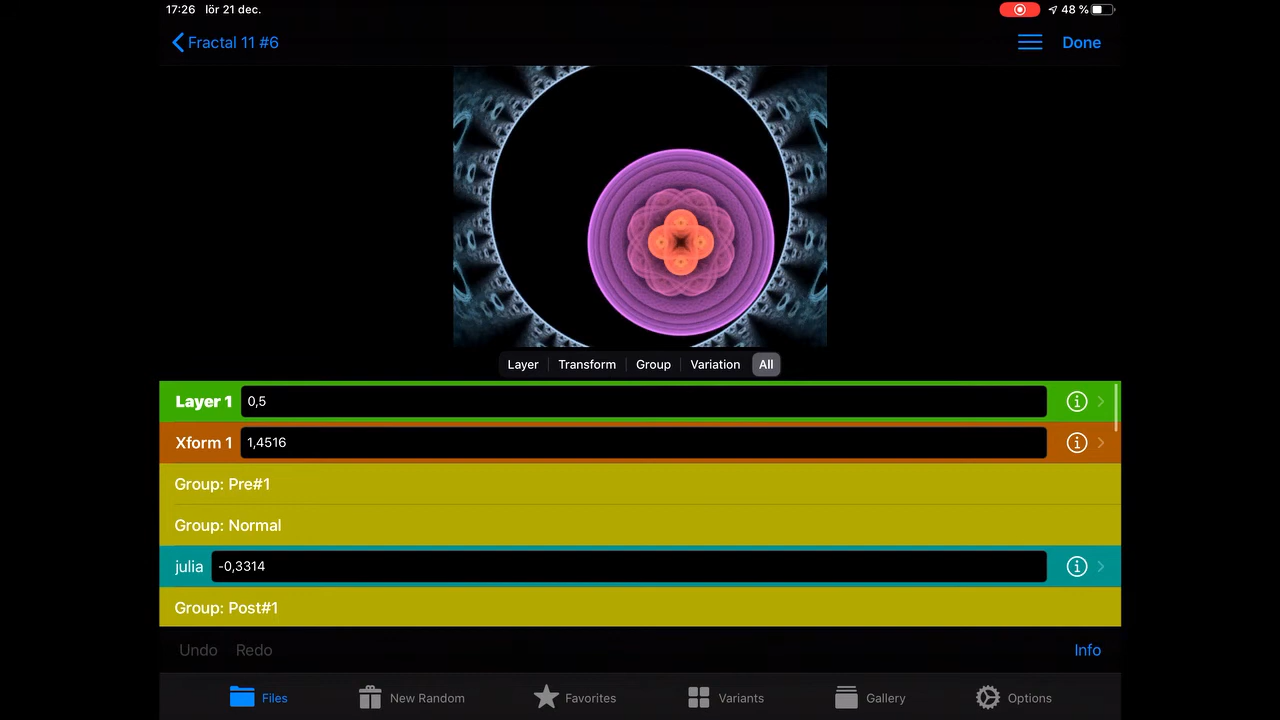 17:26 lör 21 dec. 48 %
Fractal 11 #6 Done
Layer Transform Group Variation All
Layer 1 0,5
Xform 1 1,4516
Group: Pre#1
Group: Normal
julia -0,3314
Group: Post#1
Undo Redo Info
Files New Random Favorites Variants Gallery Options